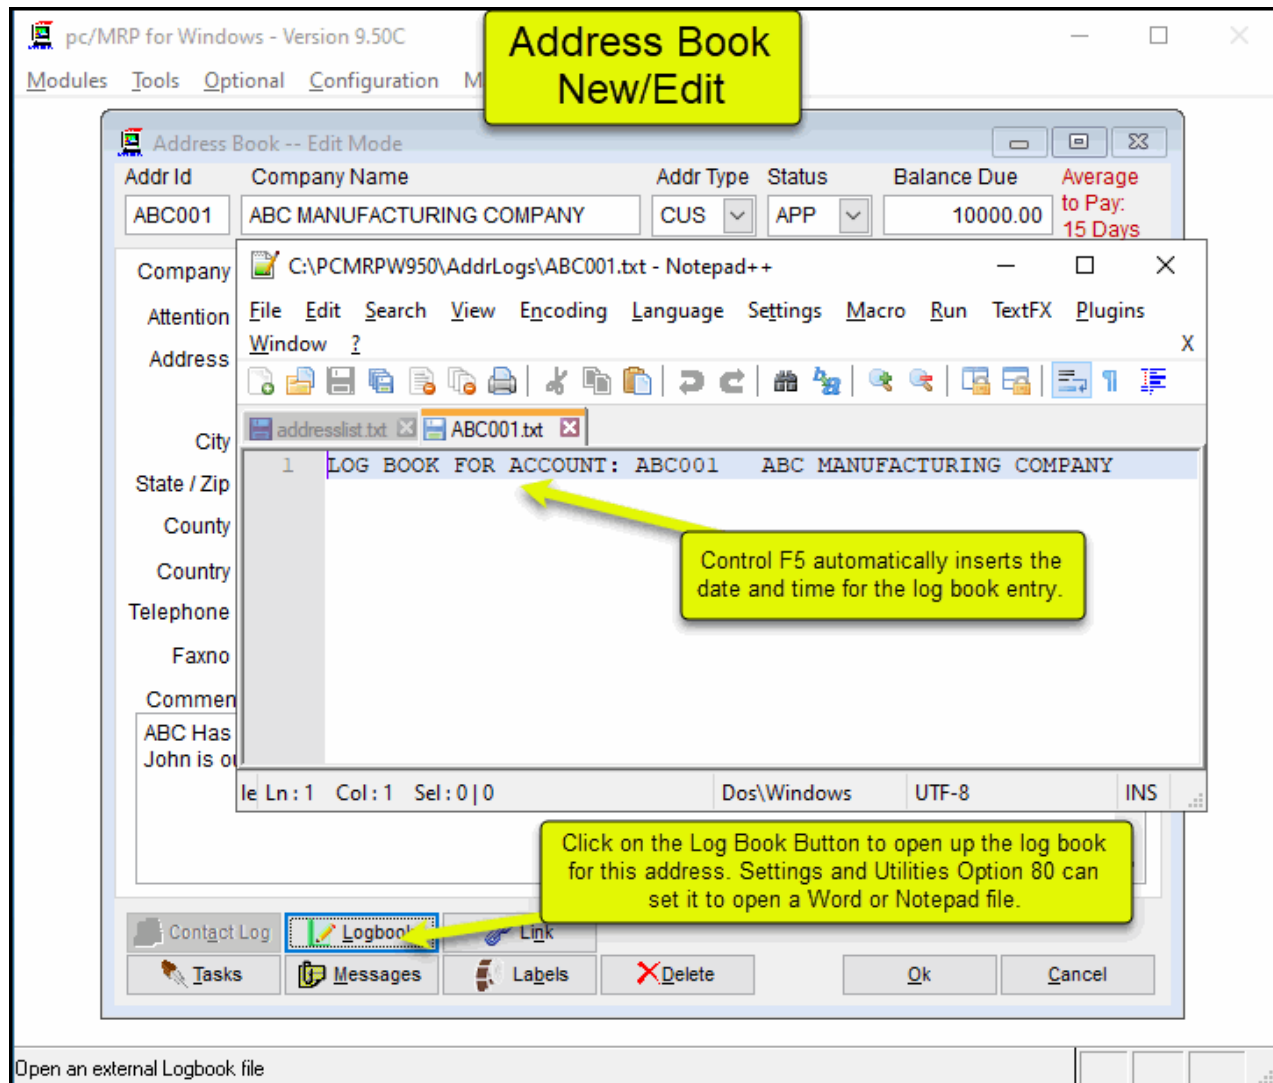 pc/MRP for Windows - Version 9.50C
Address Book
New/Edit
Modules Tools Optional Configuration M
Address Book -- Edit Mode
Addr Id Company Name Addr Type Status Balance Due Average
to Pay:
15 Days
ABC001 ABC MANUFACTURING COMPANY CUS APP 10000.00
C:\PCMRPW950\AddrLogs\ABC001.txt - Notepad++
File Edit Search View Encoding Language Settings Macro Run TextFX Plugins
Window ? X
addresslist.txt ABC001.txt
1 LOG BOOK FOR ACCOUNT: ABC001 ABC MANUFACTURING COMPANY
Control F5 automatically inserts the
date and time for the log book entry.
Company
Attention
Address
City
State / Zip
County
Country
Telephone
Faxno
Commen
ABC Has
John is
le Ln : 1 Col : 1 Sel : 0 | 0 Dos\Windows UTF-8 INS
Click on the Log Book Button to open up the log book
for this address. Settings and Utilities Option 80 can
set it to open a Word or Notepad file.
Contact Log Logbook Link
Tasks Messages Labels Delete Ok Cancel
Open an external Logbook file